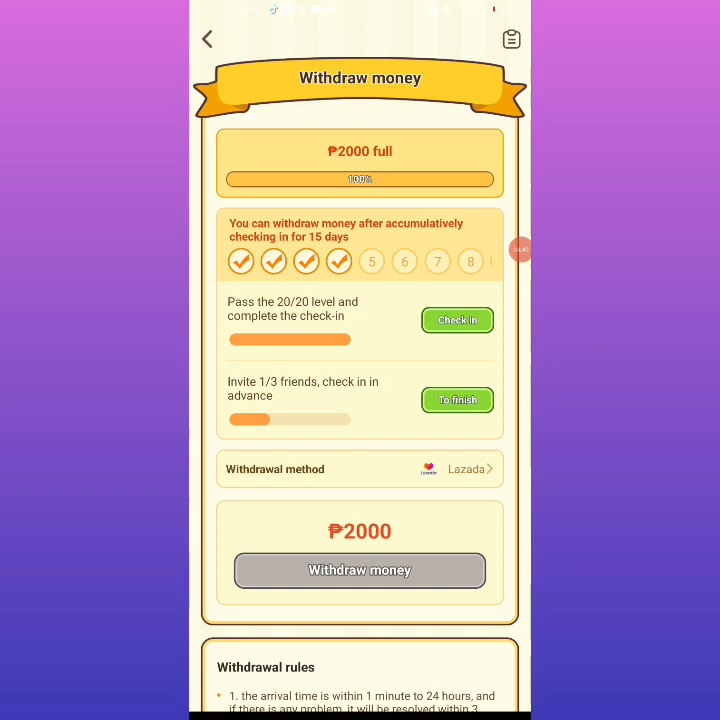 Withdraw money
₱2000 full
100%
You can withdraw money after accumulatively
checking in for 15 days
5 6 7 8
Pass the 20/20 level and
complete the check-in
Check in
Invite 1/3 friends, check in in
advance
To finish
Withdrawal method
Lazada
₱2000
Withdraw money
Withdrawal rules
1. the arrival time is within 1 minute to 24 hours, and
if there is any problem, it will be resolved within 3